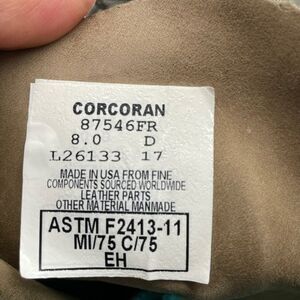 CORCORAN
87546FR
8.0 D
L26133 17
MADE IN USA FROM FINE
COMPONENTS SOURCED WORLDWIDE
LEATHER PARTS
OTHER MATERIAL MANMADE
ASTM F2413-11
MI/75 C/75
EH